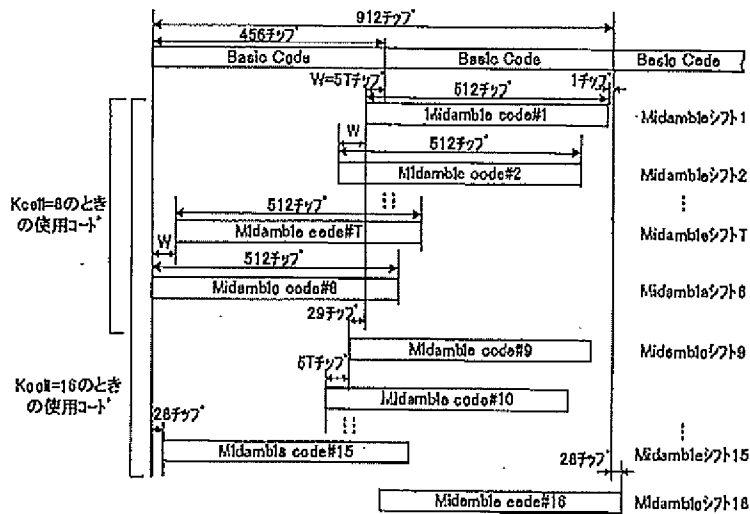 912チップ
456チップ
Basic Code Basic Code Basic Code
W=5Tチップ 512チップ 1チップ
Midamble code#1 Midambleシフト1
W 512チップ
Midamble code#2 Midambleシフト2
Kcell=8のとき
の使用コード
512チップ
W Midamble code#T MidambleシフトT
512チップ
Midamble code#8 Midambleシフト8
29チップ
Midamble code#9 Midambleシフト9
Kcell=16のとき
の使用コード
5Tチップ
Midamble code#10
28チップ
Midamble code#15 28チップ Midambleシフト15
Midamble code#16 Midambleシフト16